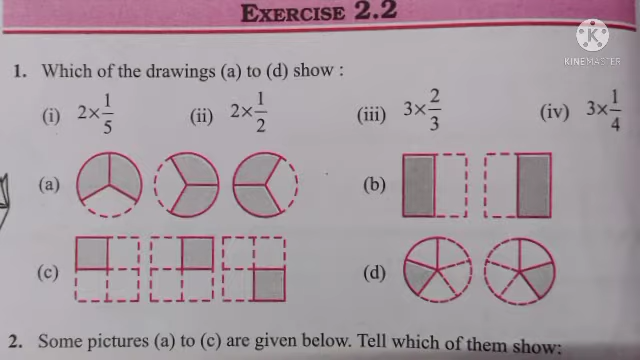 EXERCISE 2.2
KINEMASTER
1. Which of the drawings (a) to (d) show :
(i) 2×1/5 (ii) 2×1/2 (iii) 3×2/3 (iv) 3×1/4
(a) (b)
(c) (d)
2. Some pictures (a) to (c) are given below. Tell which of them show: